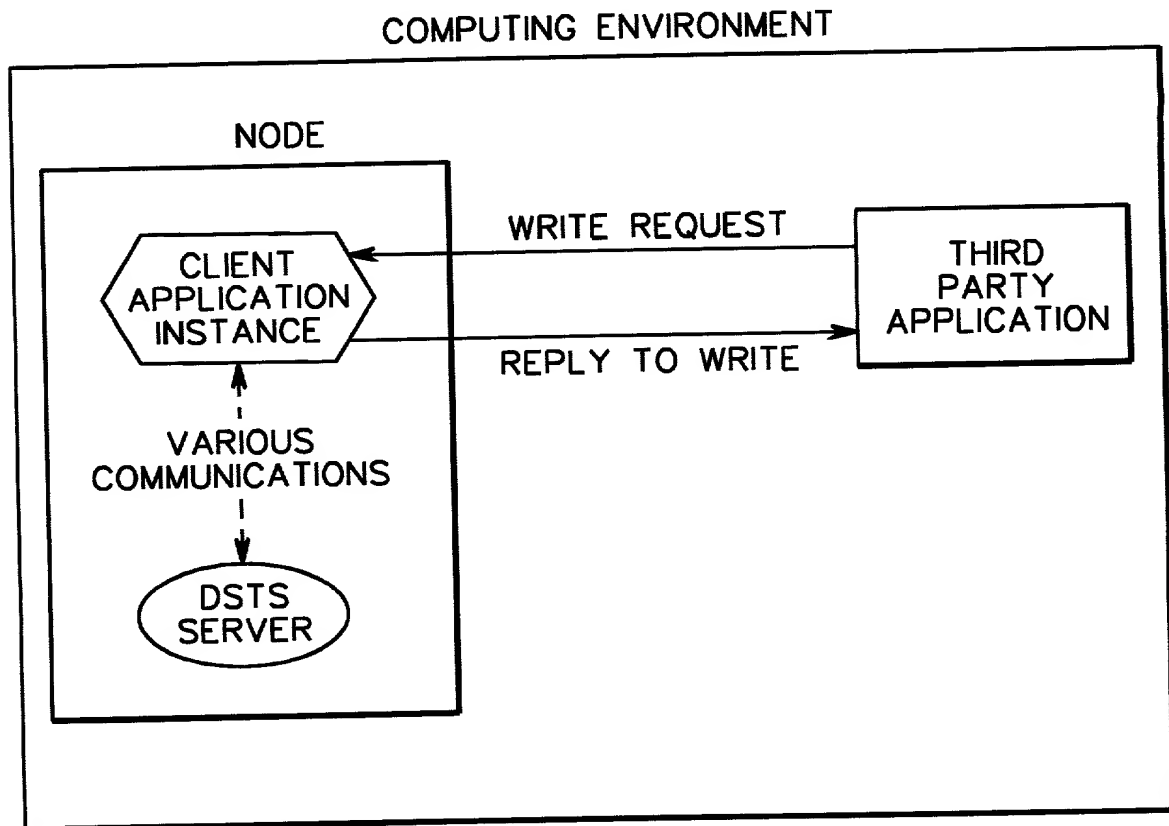 COMPUTING ENVIRONMENT
NODE
CLIENT
APPLICATION
INSTANCE
WRITE REQUEST
REPLY TO WRITE
THIRD
PARTY
APPLICATION
VARIOUS
COMMUNICATIONS
DSTS
SERVER